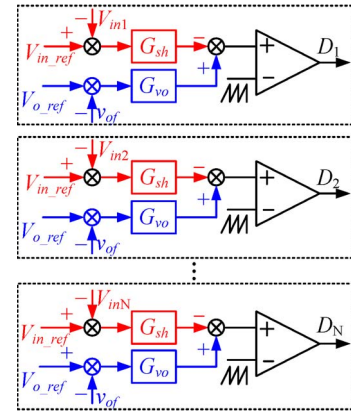 − V_in1
V_in_ref + G_sh − + D_1
V_o_ref + G_vo + −
− v_of
− V_in2
V_in_ref + G_sh − + D_2
V_o_ref + G_vo + −
− v_of
− V_inN
V_in_ref + G_sh − + D_N
V_o_ref + G_vo + −
− v_of